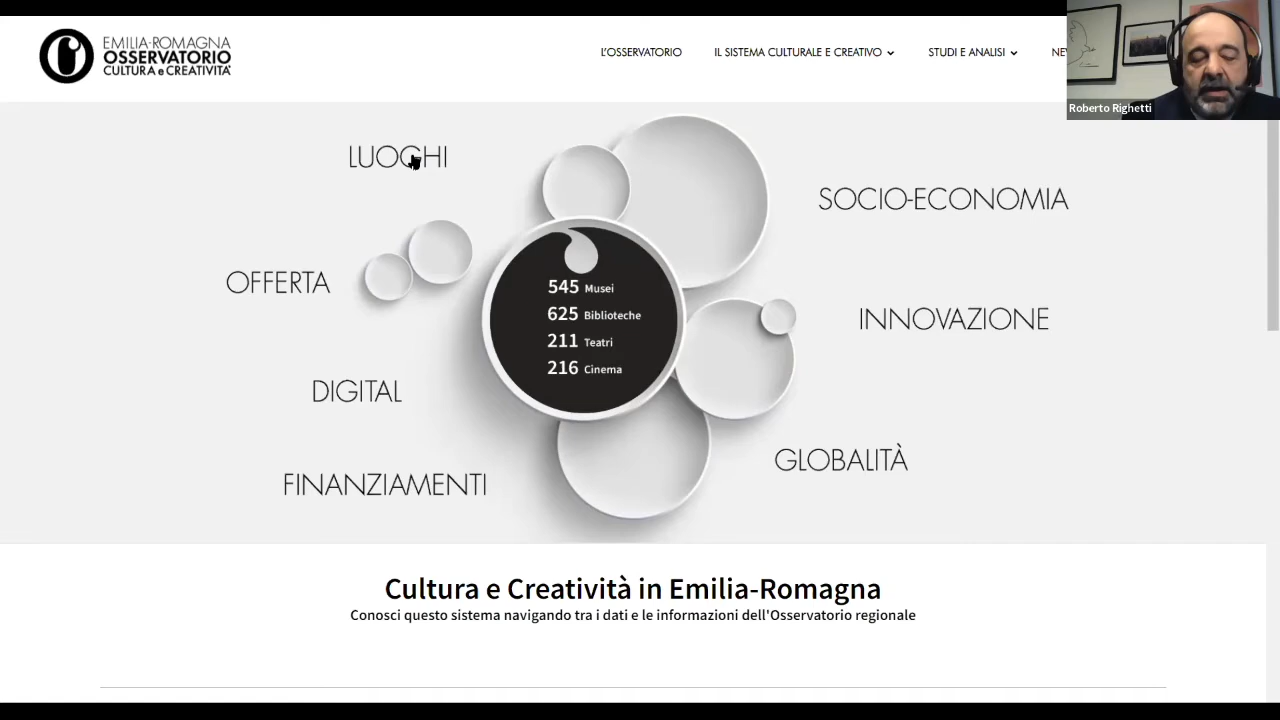 EMILIA-ROMAGNA
OSSERVATORIO
CULTURA e CREATIVITA'
L'OSSERVATORIO
IL SISTEMA CULTURALE E CREATIVO
STUDI E ANALISI
NE
Roberto Righetti
LUOGHI
SOCIO-ECONOMIA
OFFERTA
545 Musei
625 Biblioteche
211 Teatri
216 Cinema
INNOVAZIONE
DIGITAL
GLOBALITÀ
FINANZIAMENTI
Cultura e Creatività in Emilia-Romagna
Conosci questo sistema navigando tra i dati e le informazioni dell'Osservatorio regionale